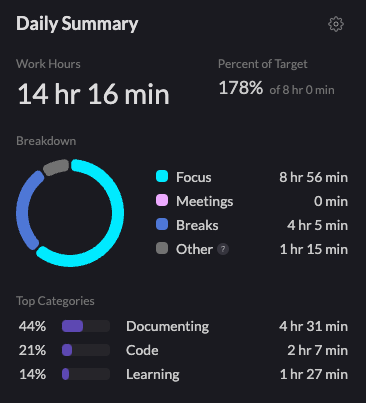 Daily Summary
Work Hours
Percent of Target
14 hr 16 min
178% of 8 hr 0 min
Breakdown
Focus 8 hr 56 min
Meetings 0 min
Breaks 4 hr 5 min
Other ? 1 hr 15 min
Top Categories
44% Documenting 4 hr 31 min
21% Code 2 hr 7 min
14% Learning 1 hr 27 min